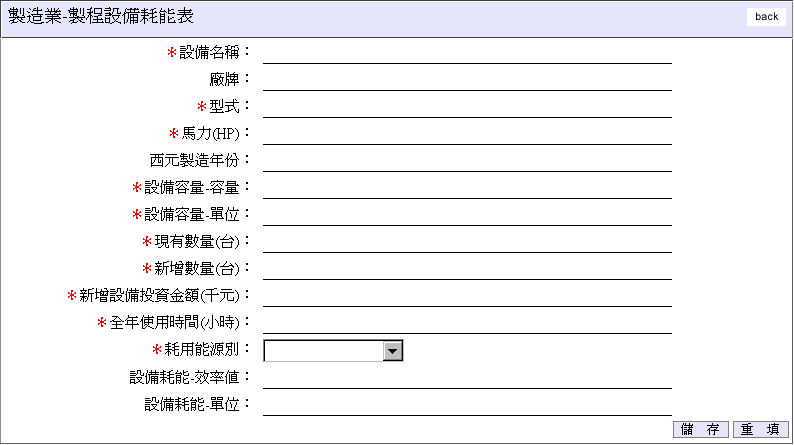 製造業-製程設備耗能表 back
*設備名稱：
廠牌：
*型式：
*馬力(HP)：
西元製造年份：
*設備容量-容量：
*設備容量-單位：
*現有數量(台)：
*新增數量(台)：
*新增設備投資金額(千元)：
*全年使用時間(小時)：
*耗用能源別：
設備耗能-效率值：
設備耗能-單位：
儲 存 重 填